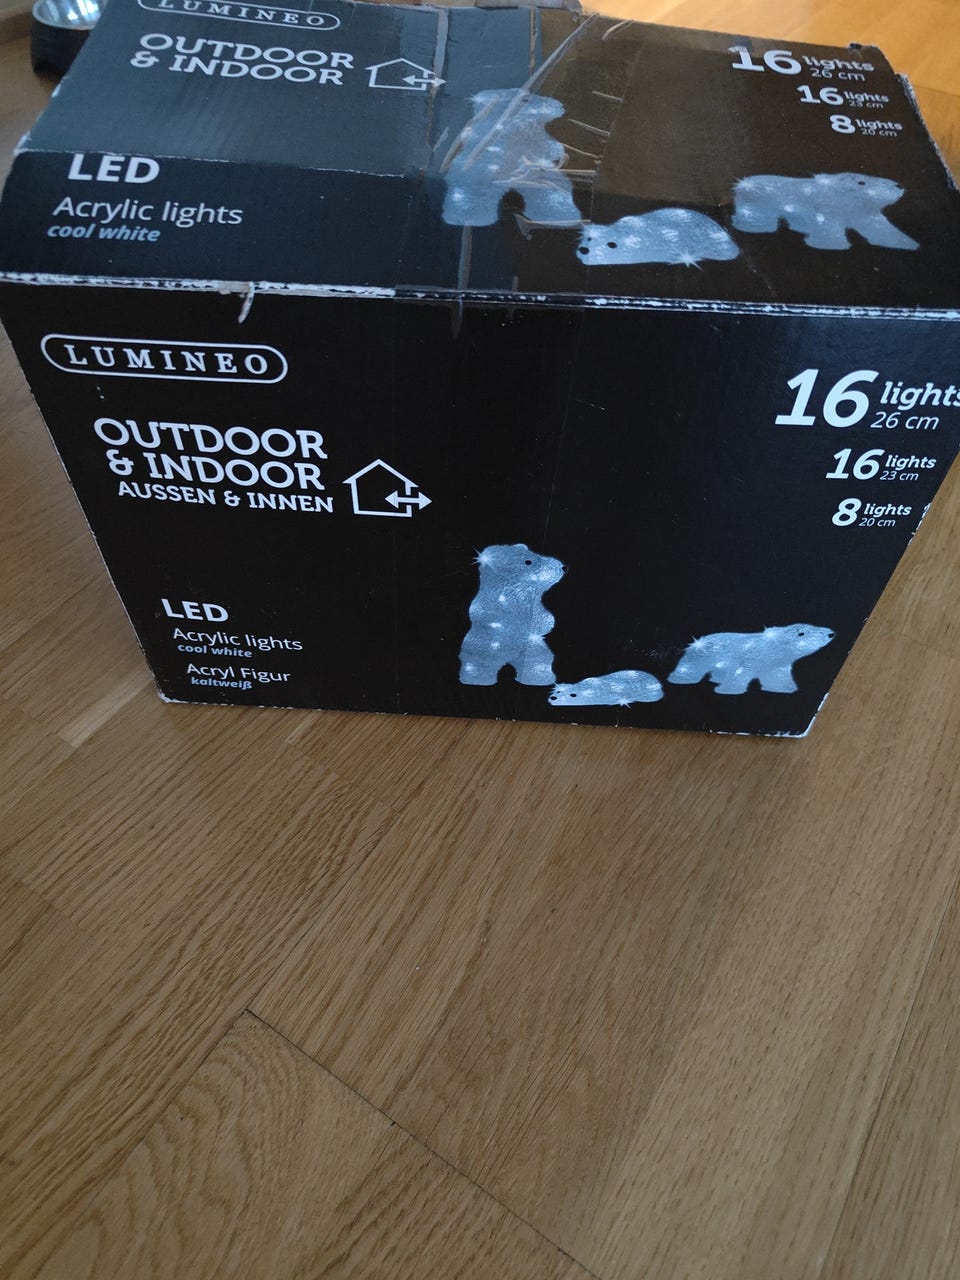 LUMINEO
OUTDOOR
& INDOOR
LED
Acrylic lights
cool white
16 lights
26 cm
16 lights
23 cm
8 lights
20 cm
LUMINEO
OUTDOOR
& INDOOR
AUSSEN & INNEN
LED
Acrylic lights
cool white
Acryl Figur
kaltweiß
16 lights
26 cm
16 lights
23 cm
8 lights
20 cm